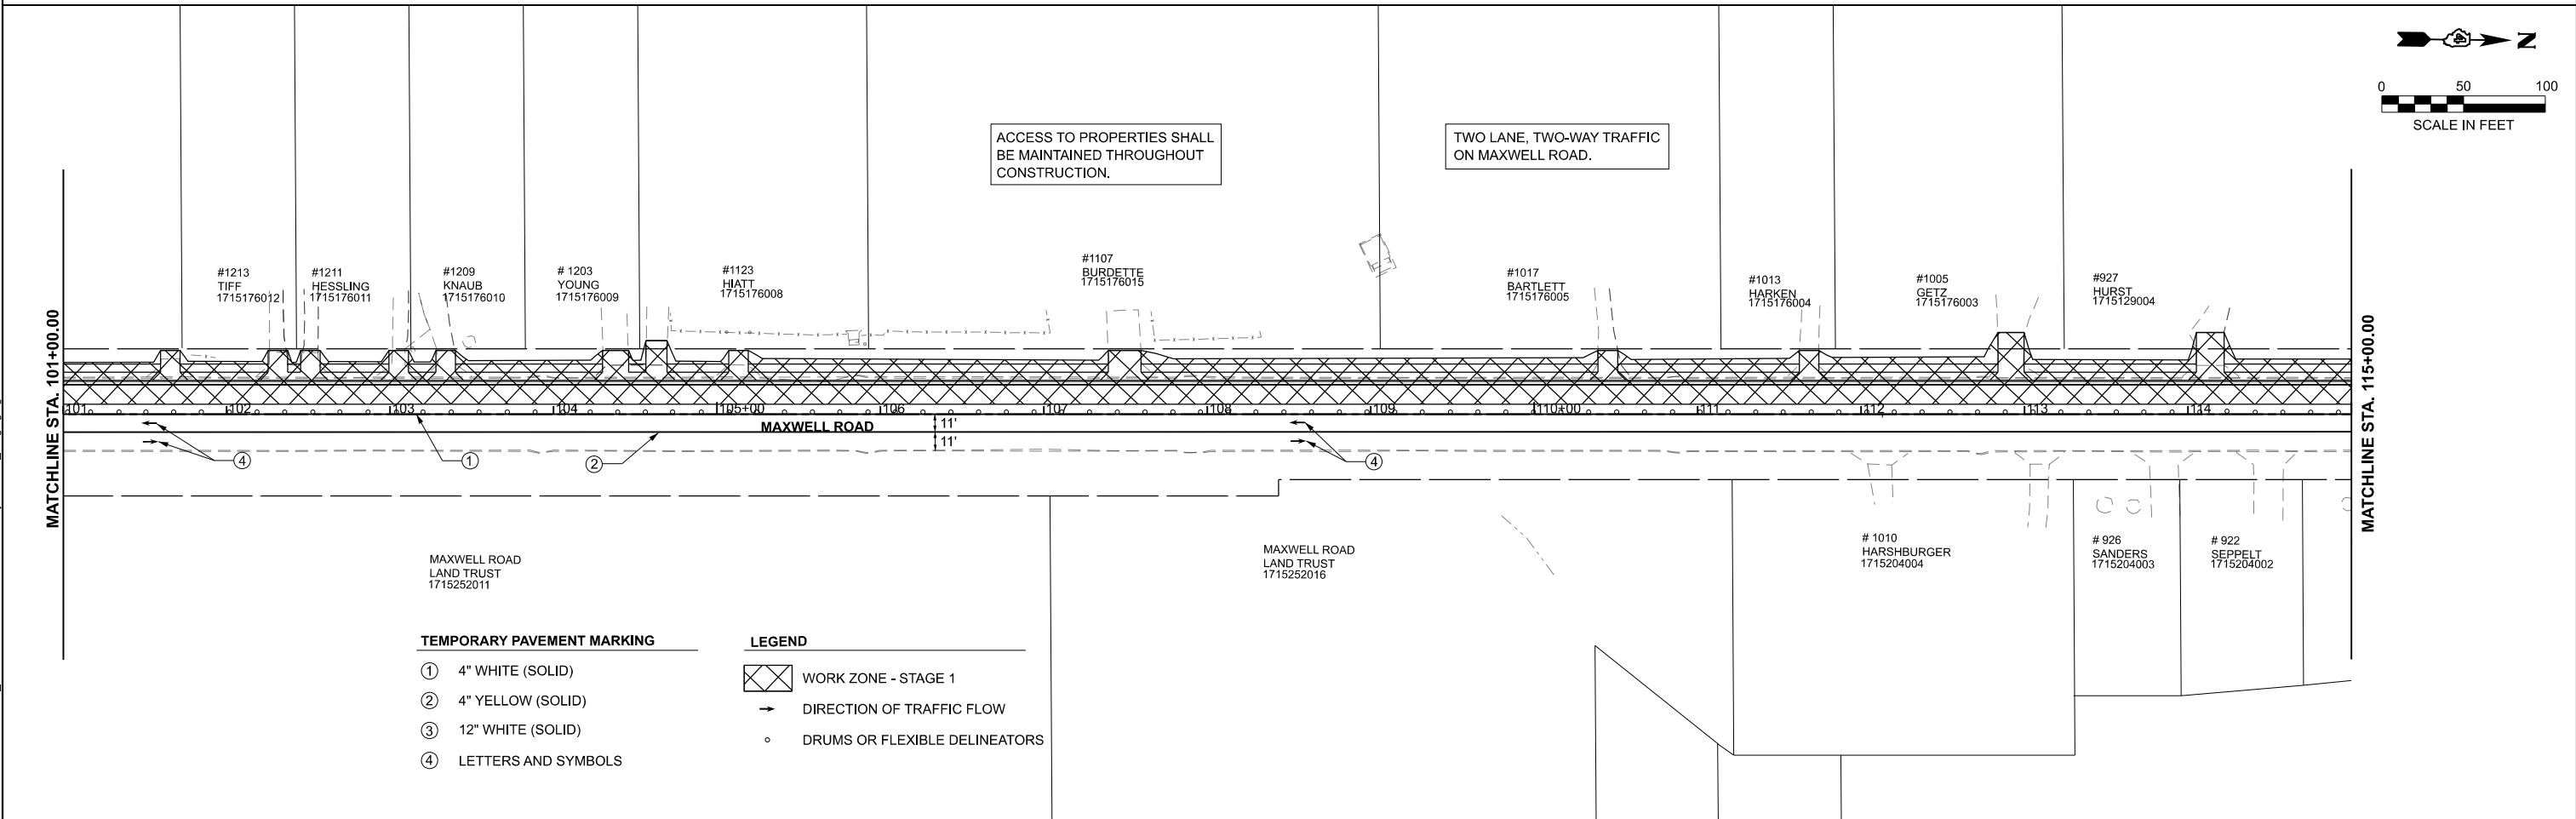 N
0 50 100
SCALE IN FEET
ACCESS TO PROPERTIES SHALL
BE MAINTAINED THROUGHOUT
CONSTRUCTION.
TWO LANE, TWO-WAY TRAFFIC
ON MAXWELL ROAD.
#1213
TIFF
1715176012
#1211
HESSLING
1715176011
#1209
KNAUB
1715176010
# 1203
YOUNG
1715176009
#1123
HIATT
1715176008
#1107
BURDETTE
1715176015
#1017
BARTLETT
1715176005
#1013
HARKEN
1715176004
#1005
GETZ
1715176003
#927
HURST
1715129004
MATCHLINE STA. 101+00.00
MATCHLINE STA. 115+00.00
101 102 103 104 105+00 106 107 108 109 110+00 111 112 113 114
MAXWELL ROAD
11'
11'
4
1
2
4
MAXWELL ROAD
LAND TRUST
1715252011
MAXWELL ROAD
LAND TRUST
1715252016
# 1010
HARSHBURGER
1715204004
# 926
SANDERS
1715204003
# 922
SEPPELT
1715204002
TEMPORARY PAVEMENT MARKING
1 4" WHITE (SOLID)
2 4" YELLOW (SOLID)
3 12" WHITE (SOLID)
4 LETTERS AND SYMBOLS
LEGEND
WORK ZONE - STAGE 1
DIRECTION OF TRAFFIC FLOW
DRUMS OR FLEXIBLE DELINEATORS